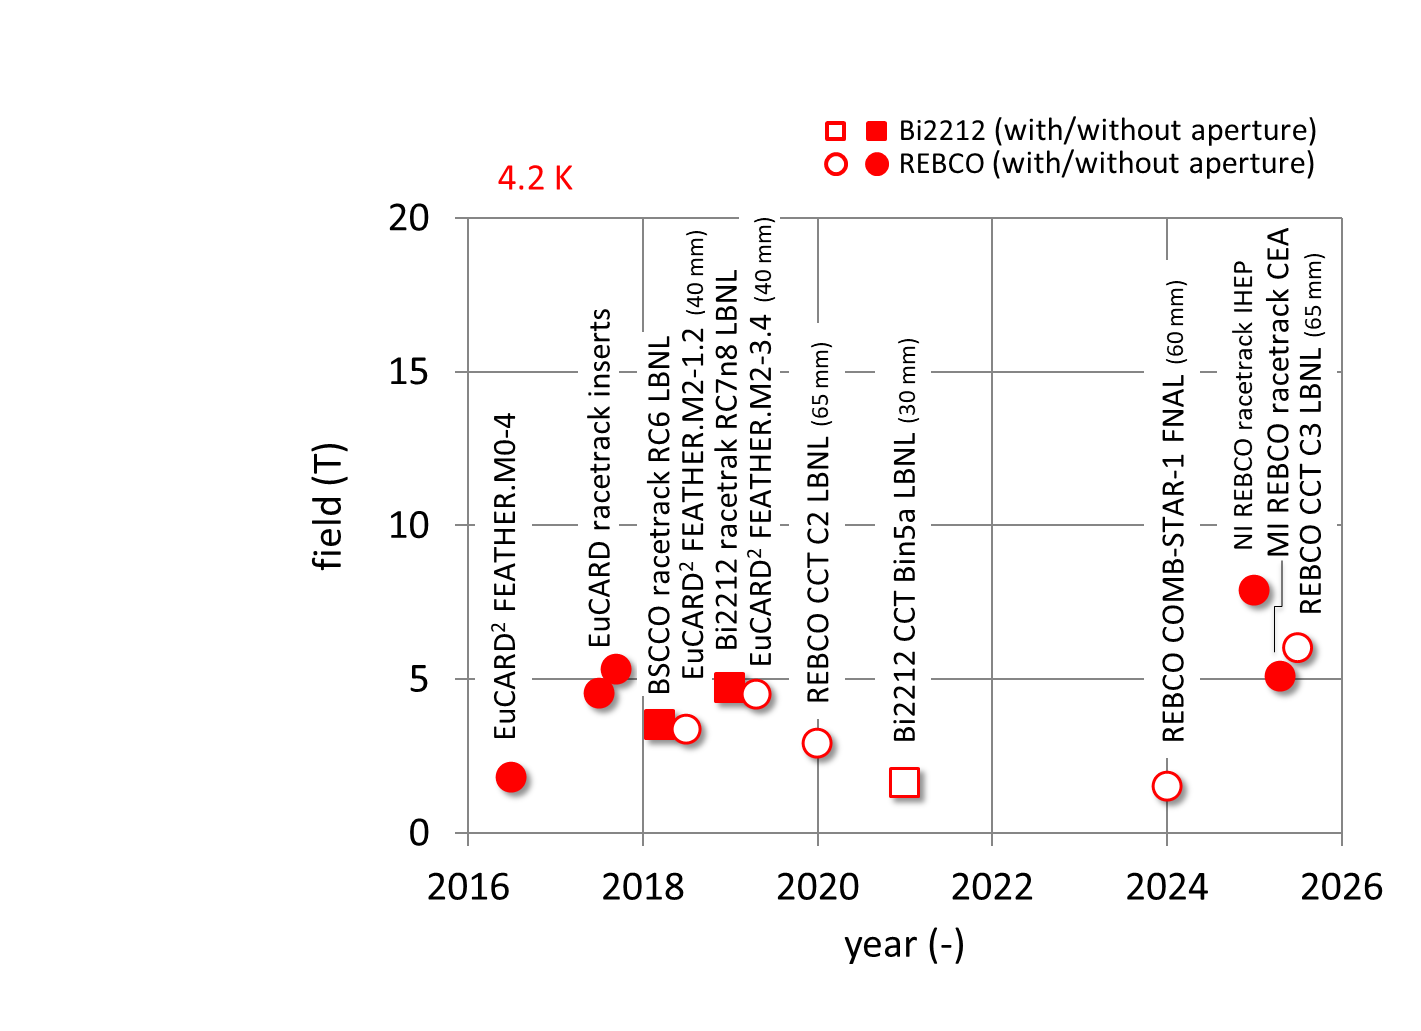 Bi2212 (with/without aperture)
REBCO (with/without aperture)
4.2 K
20
15
10
5
0
field (T)
EuCARD² FEATHER.M0-4
EuCARD racetrack inserts
BSCCO racetrack RC6 LBNL
EuCARD² FEATHER.M2-1.2 (40 mm)
Bi2212 racetrak RC7n8 LBNL
EuCARD² FEATHER.M2-3.4 (40 mm)
REBCO CCT C2 LBNL (65 mm)
Bi2212 CCT Bin5a LBNL (30 mm)
REBCO COMB-STAR-1 FNAL (60 mm)
NI REBCO racetrack IHEP
MI REBCO racetrack CEA
REBCO CCT C3 LBNL (65 mm)
2016 2018 2020 2022 2024 2026
year (-)